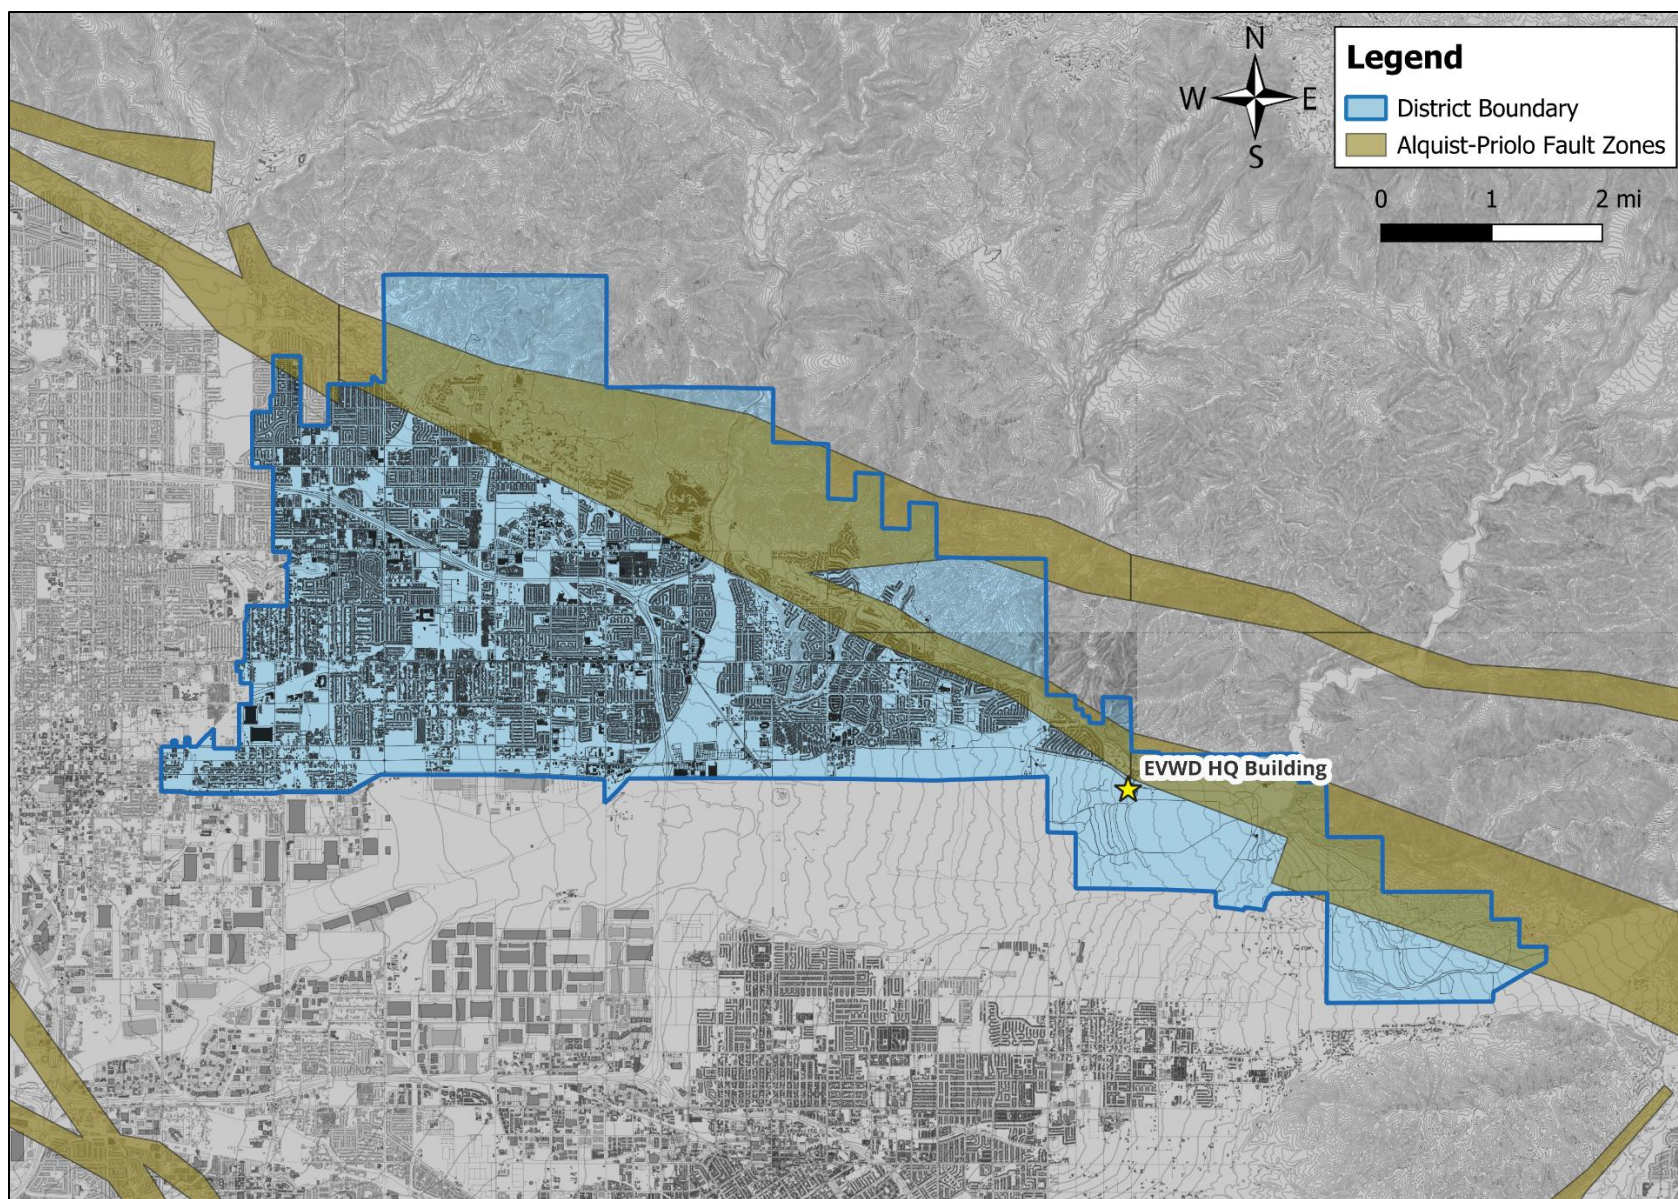 N
W E
S
Legend
District Boundary
Alquist-Priolo Fault Zones
0 1 2 mi
EVWD HQ Building